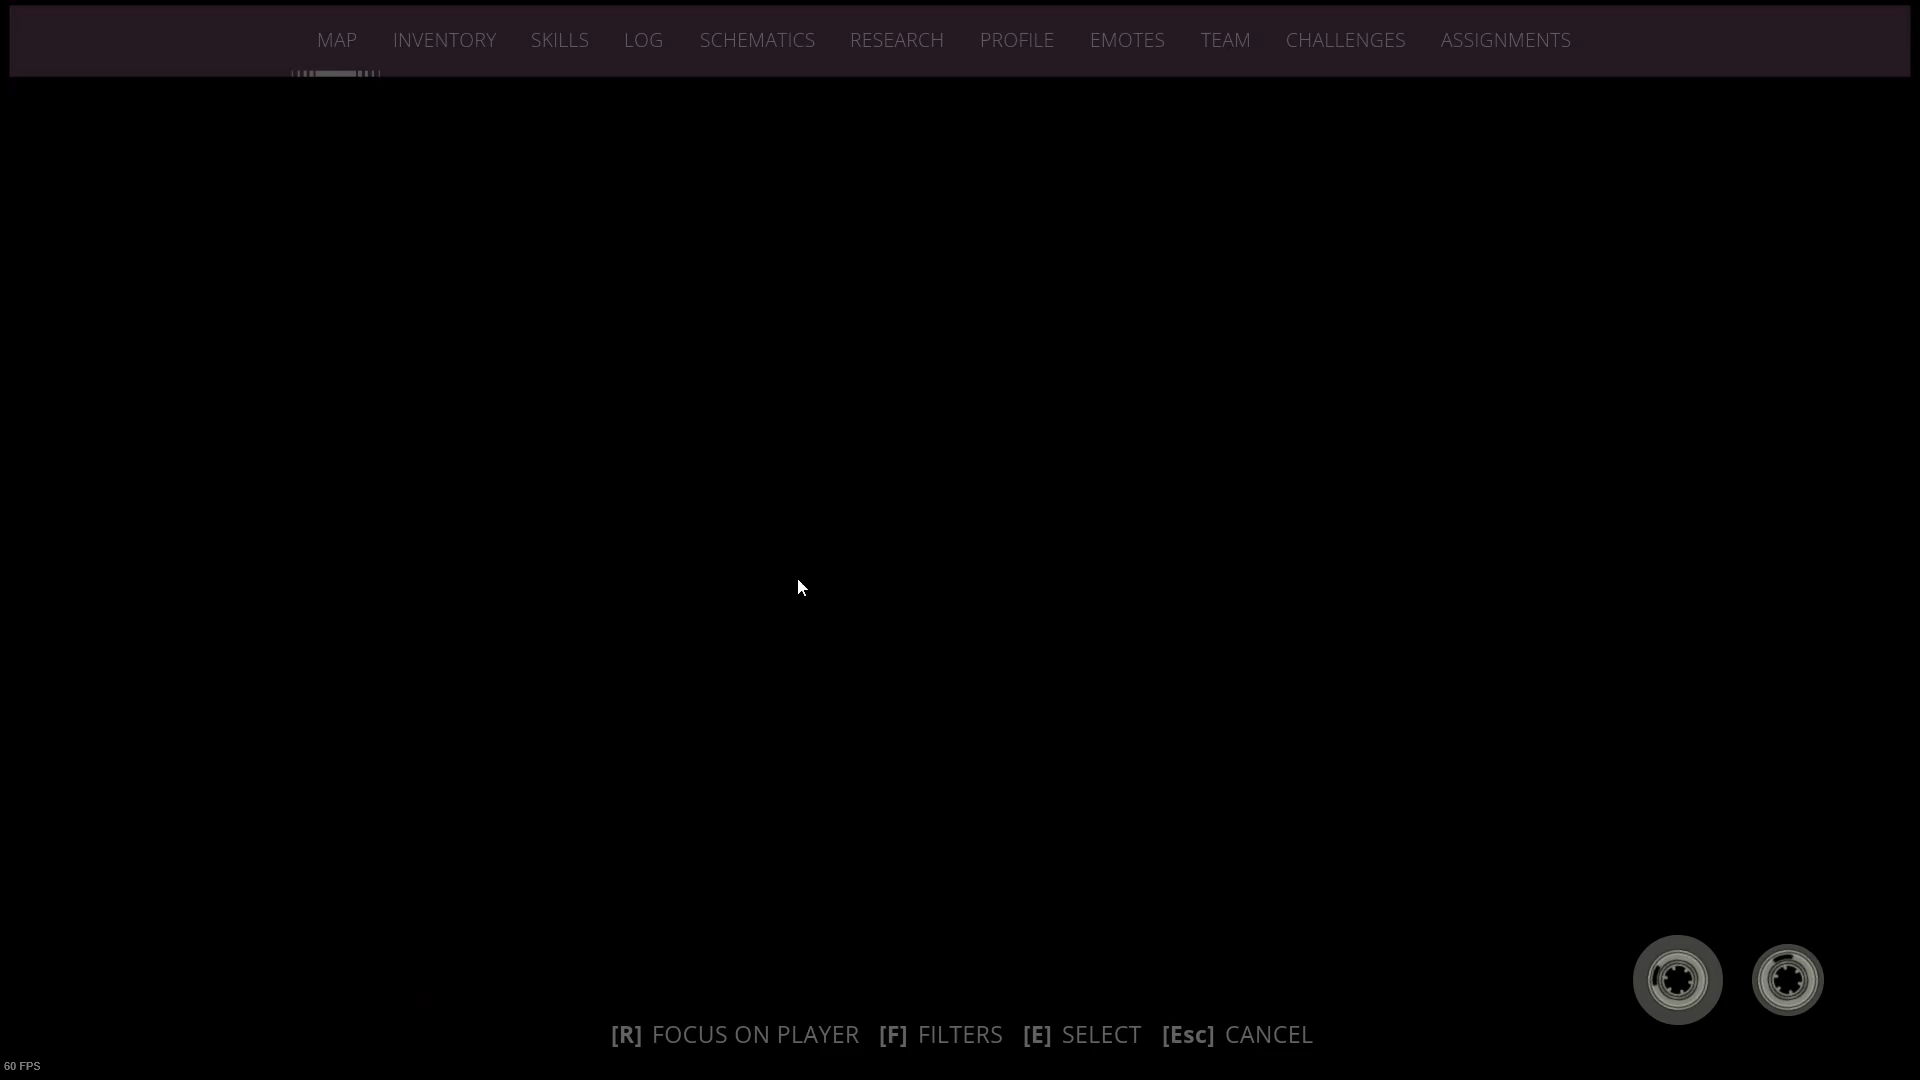 MAP INVENTORY SKILLS LOG SCHEMATICS RESEARCH PROFILE EMOTES TEAM CHALLENGES ASSIGNMENTS
[R] FOCUS ON PLAYER [F] FILTERS [E] SELECT [Esc] CANCEL
60 FPS